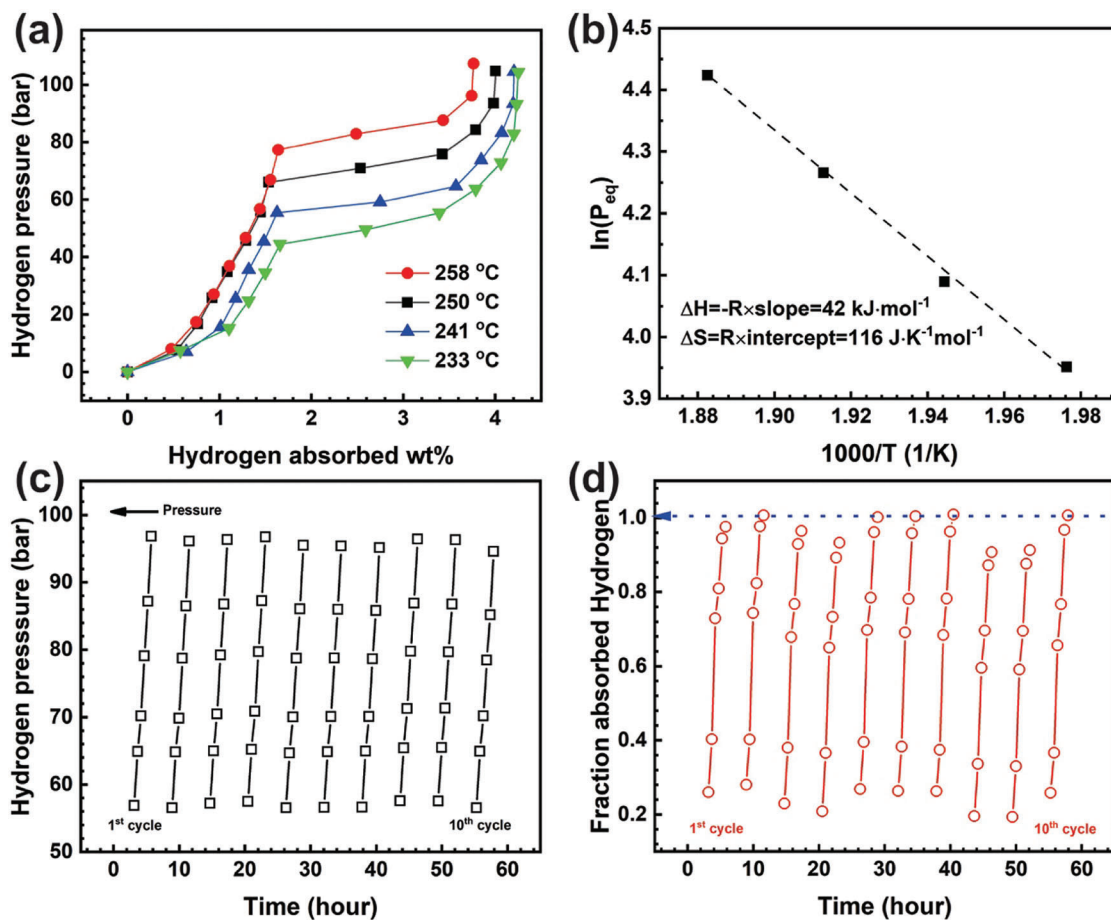 (a)
Hydrogen pressure (bar)
100
80
60
40
20
0
258 °C
250 °C
241 °C
233 °C
0 1 2 3 4
Hydrogen absorbed wt%
(b)
ln(P_eq)
4.5
4.4
4.3
4.2
4.1
4.0
3.9
ΔH=-R×slope=42 kJ·mol⁻¹
ΔS=R×intercept=116 J·K⁻¹mol⁻¹
1.88 1.90 1.92 1.94 1.96 1.98
1000/T (1/K)
(c)
Hydrogen presssure (bar)
100
90
80
70
60
50
Pressure
1st cycle
10th cycle
0 10 20 30 40 50 60
Time (hour)
(d)
Fraction absorbed Hydrogen
1.0
0.8
0.6
0.4
0.2
1st cycle
10th cycle
0 10 20 30 40 50 60
Time (hour)